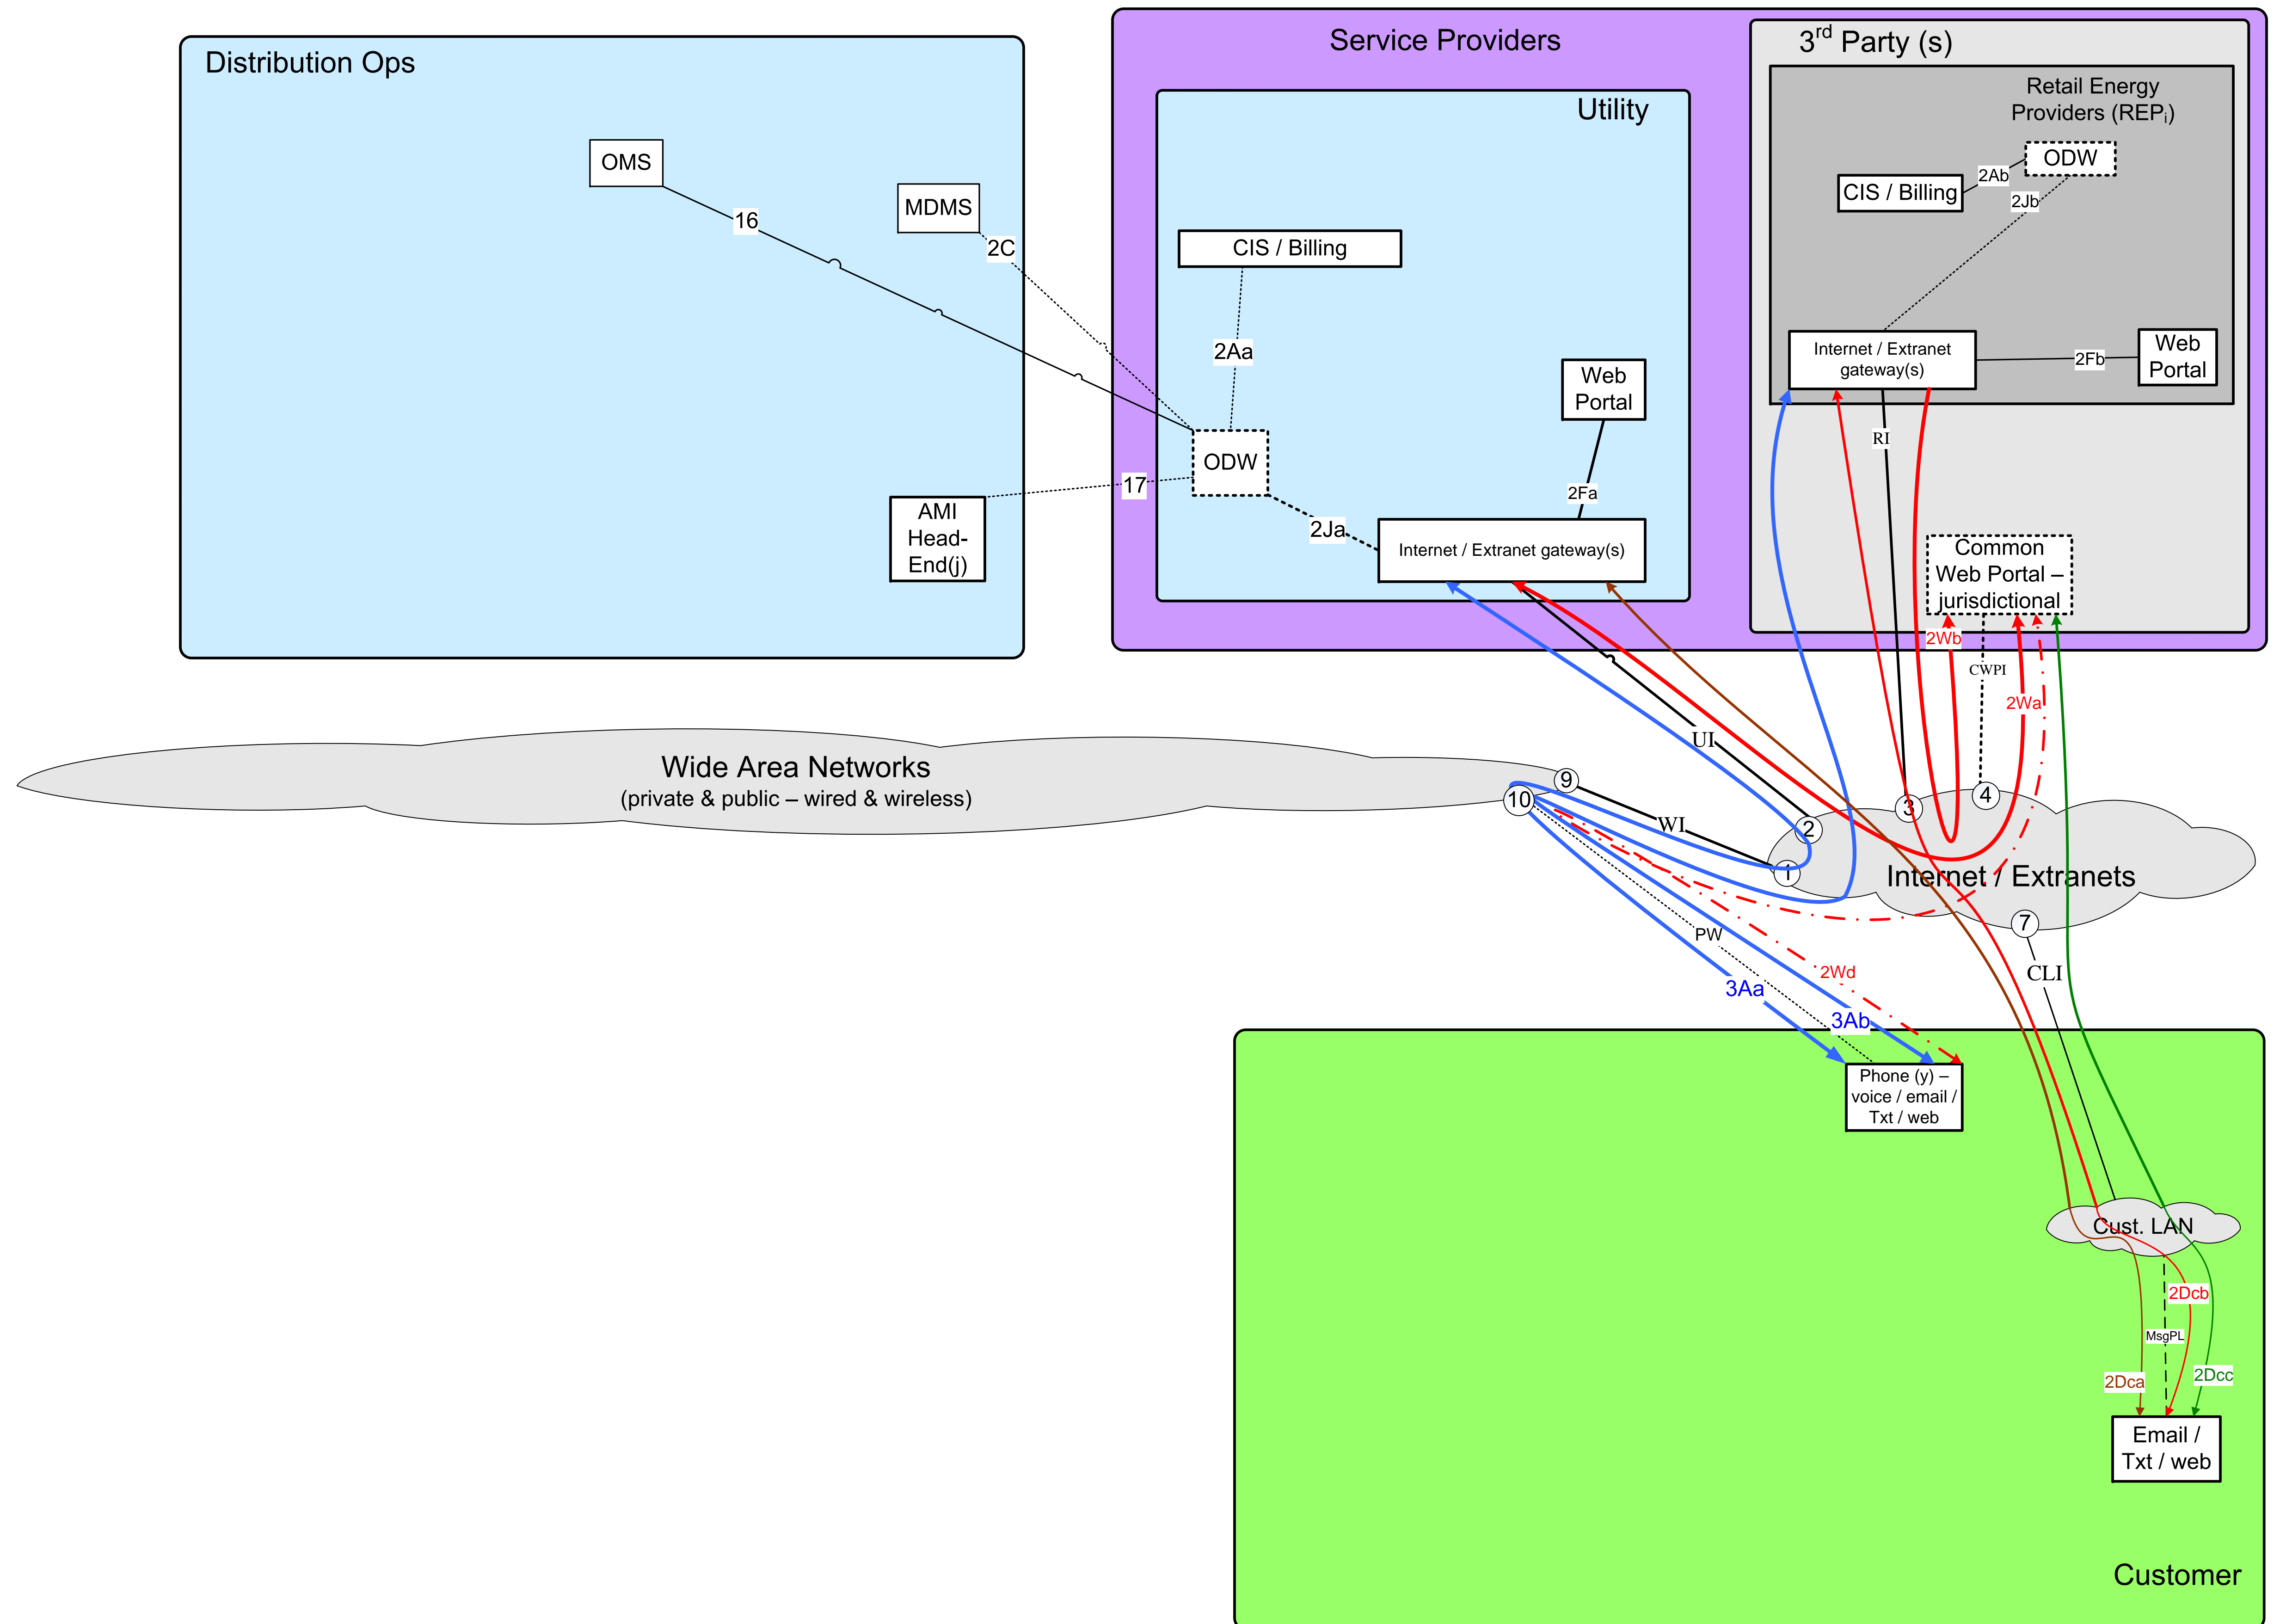 Distribution Ops
Service Providers
3rd Party (s)
Retail Energy
Providers (REPi)
Utility
OMS
MDMS
16
2C
CIS / Billing
2Aa
ODW
17
AMI
Head-
End(j)
2Ja
Web
Portal
2Fa
Internet / Extranet gateway(s)
ODW
2Ab
CIS / Billing
2Jb
Internet / Extranet
gateway(s)
2Fb
Web
Portal
RI
Common
Web Portal –
jurisdictional
2Wb
CWPI
2Wa
UI
Wide Area Networks
(private & public – wired & wireless)
9
10
WI
1
2
3
4
Internet / Extranets
7
PW
2Wd
3Aa
3Ab
CLI
Phone (y) –
voice / email /
Txt / web
Cust. LAN
2Dcb
MsgPL
2Dca
2Dcc
Email /
Txt / web
Customer